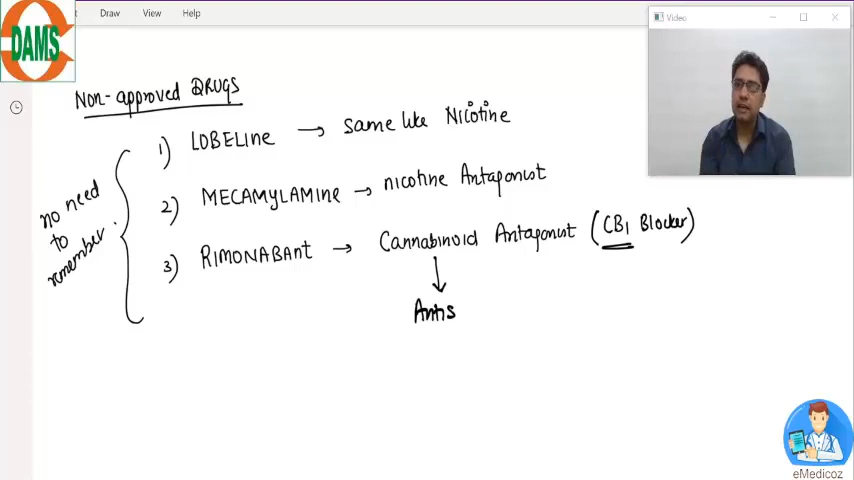 DAMS
Draw View Help
Video
Non-approved DRUGS
1) LOBELine → same like Nicotine
2) MECAMYLAMINE → nicotine Antagonist
3) RIMONABAnt → Cannabinoid Antagonist (CB1 Blocker)
no need
to
remember
Antis
eMedicoz